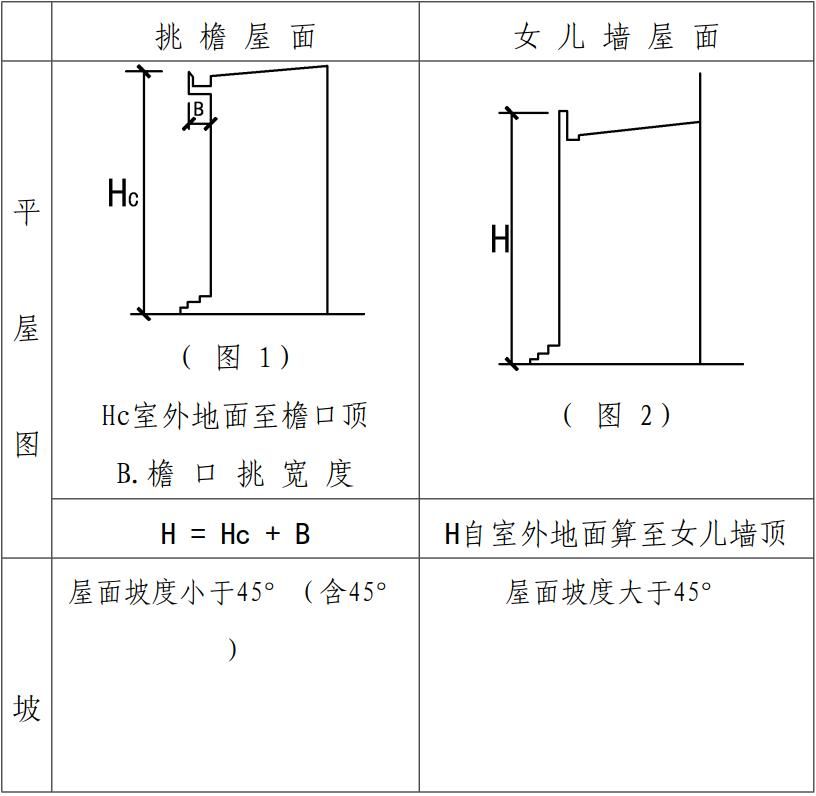 挑 檐 屋 面
女 儿 墙 屋 面
平
屋
图
Hc
B
( 图 1)
Hc室外地面至檐口顶
B.檐 口 挑 宽 度
H
( 图 2)
H = Hc + B
H自室外地面算至女儿墙顶
坡
屋面坡度小于45° (含45°
)
屋面坡度大于45°